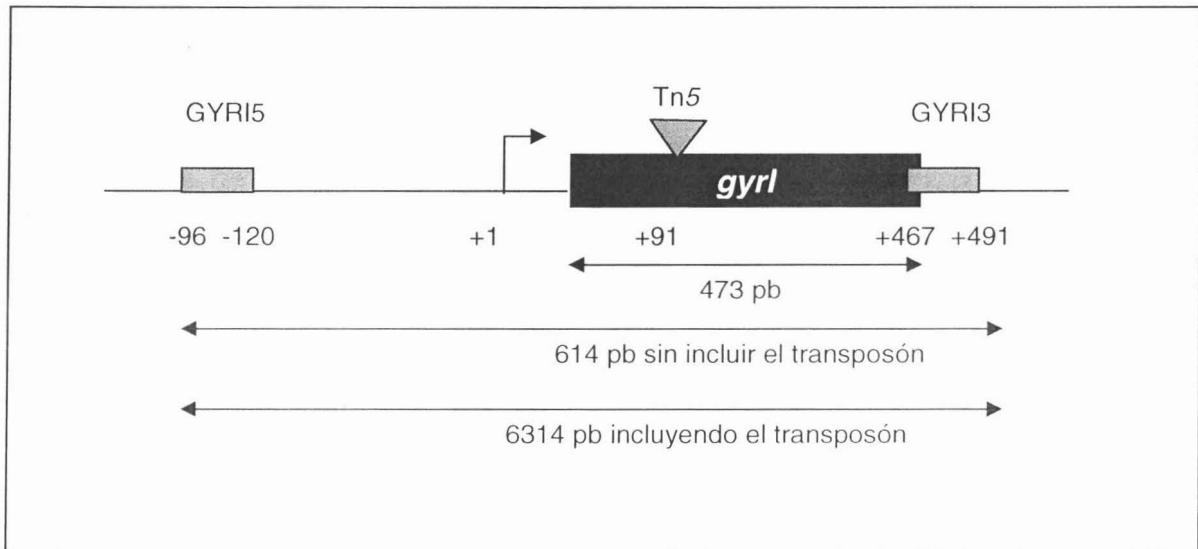 Tn5
GYRI5
GYRI3
gyrI
-96 -120 +1 +91 +467 +491
473 pb
614 pb sin incluir el transposón
6314 pb incluyendo el transposón